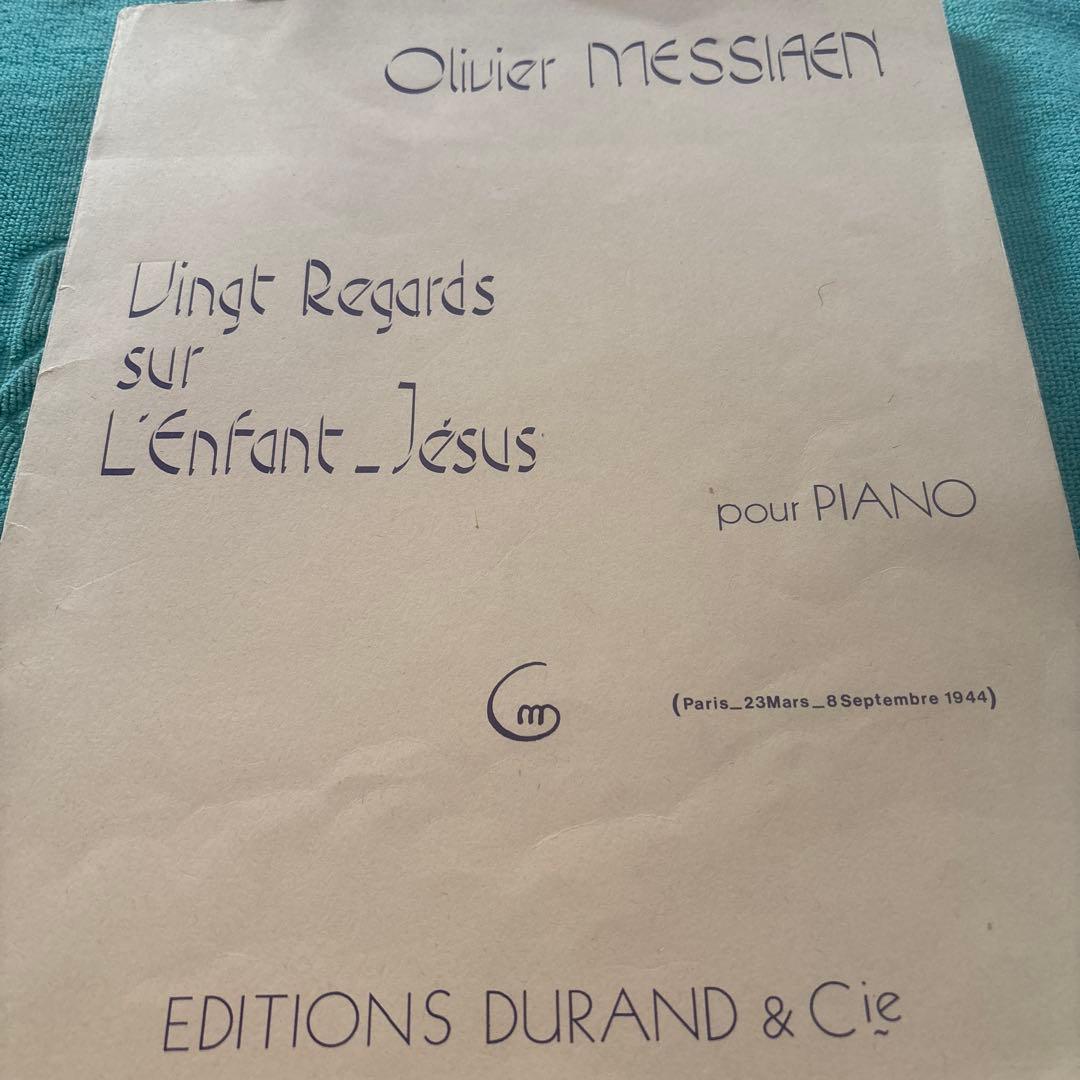 Olivier MESSIAEN
Vingt Regards
sur
L'Enfant_Jésus
pour PIANO
(Paris_23Mars_8Septembre 1944)
EDITIONS DURAND & Cie